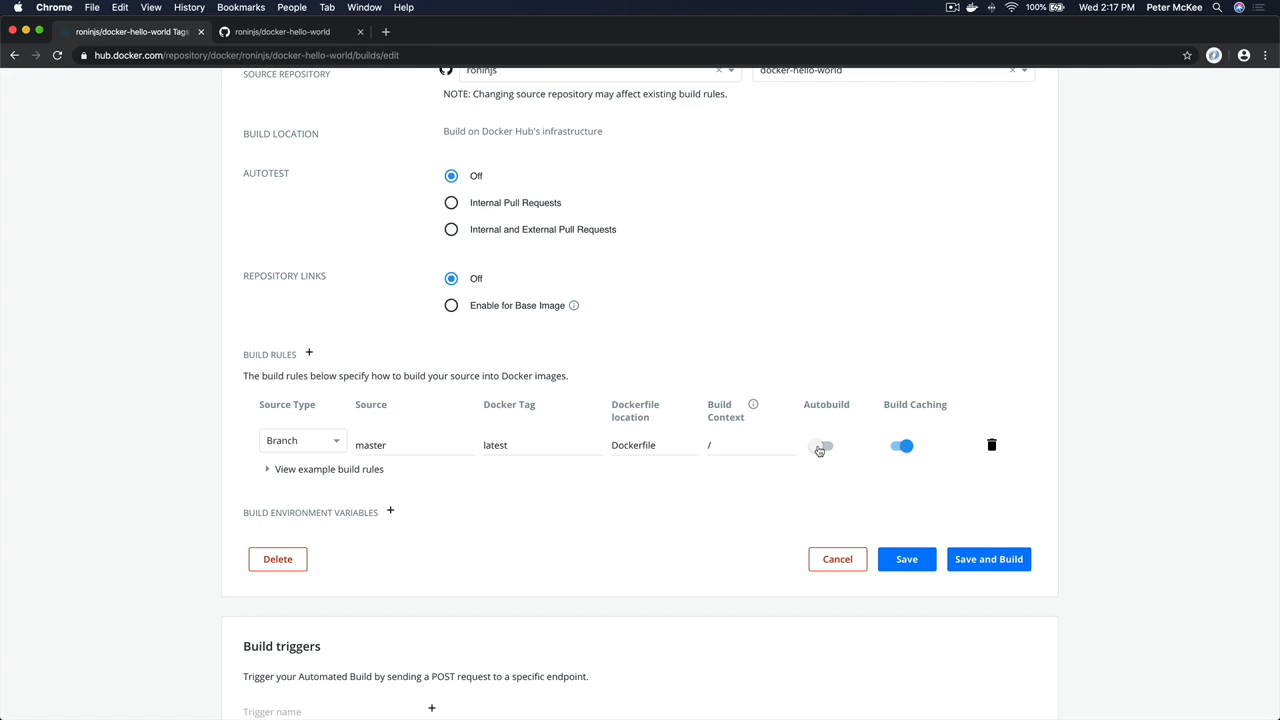 Chrome File Edit View History Bookmarks People Tab Window Help 100% Wed 2:17 PM Peter McKee
roninjs/docker-hello-world Tags roninjs/docker-hello-world
hub.docker.com/repository/docker/roninjs/docker-hello-world/builds/edit
SOURCE REPOSITORY roninjs docker-hello-world
NOTE: Changing source repository may affect existing build rules.
BUILD LOCATION Build on Docker Hub's infrastructure
AUTOTEST Off
Internal Pull Requests
Internal and External Pull Requests
REPOSITORY LINKS Off
Enable for Base Image
BUILD RULES +
The build rules below specify how to build your source into Docker images.
Source Type Source Docker Tag Dockerfile location Build Context Autobuild Build Caching
Branch master latest Dockerfile /
View example build rules
BUILD ENVIRONMENT VARIABLES +
Delete Cancel Save Save and Build
Build triggers
Trigger your Automated Build by sending a POST request to a specific endpoint.
Trigger name +